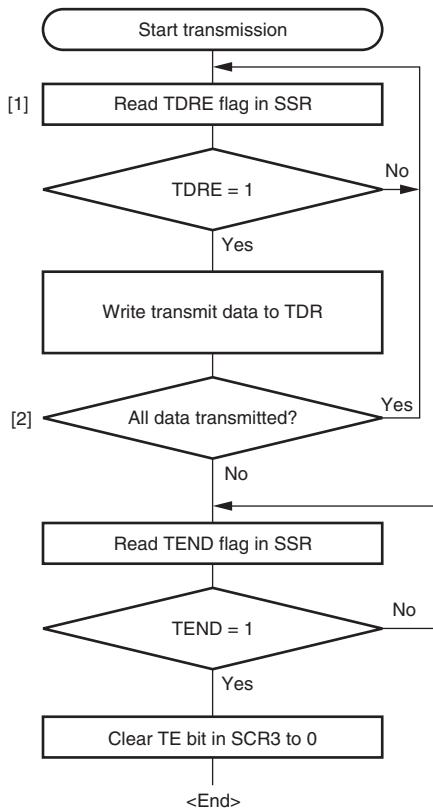 Start transmission
[1]
Read TDRE flag in SSR
TDRE = 1
No
Yes
Write transmit data to TDR
[2]
All data transmitted?
Yes
No
Read TEND flag in SSR
TEND = 1
No
Yes
Clear TE bit in SCR3 to 0
<End>